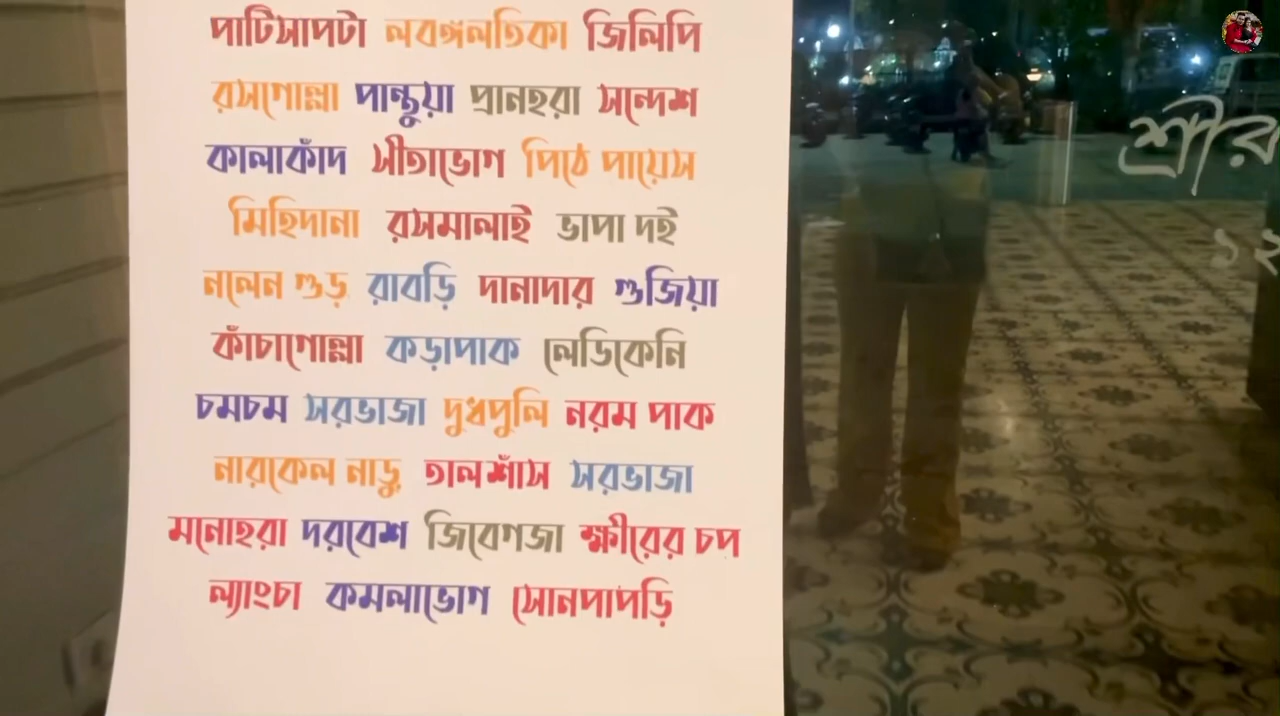 পাটিসাপটা লবঙ্গলতিকা জিলিপি
রসগোল্লা পান্তুয়া প্রানহরা সন্দেশ
কালাকাঁদ সীতাভোগ পিঠে পায়েস
মিহিদানা রসমালাই ভাপা দই
নলেন গুড় রাবড়ি দানাদার গুজিয়া
কাঁচাগোল্লা কড়াপাক লেডিকেনি
চমচম সরভাজা দুধপুলি নরম পাক
নারকেল নাড়ু তালশাঁস সরভাজা
মনোহরা দরবেশ জিবেগজা ক্ষীরের চপ
ল্যাংচা কমলাভোগ সোনপাপড়ি
শ্রীর
১২